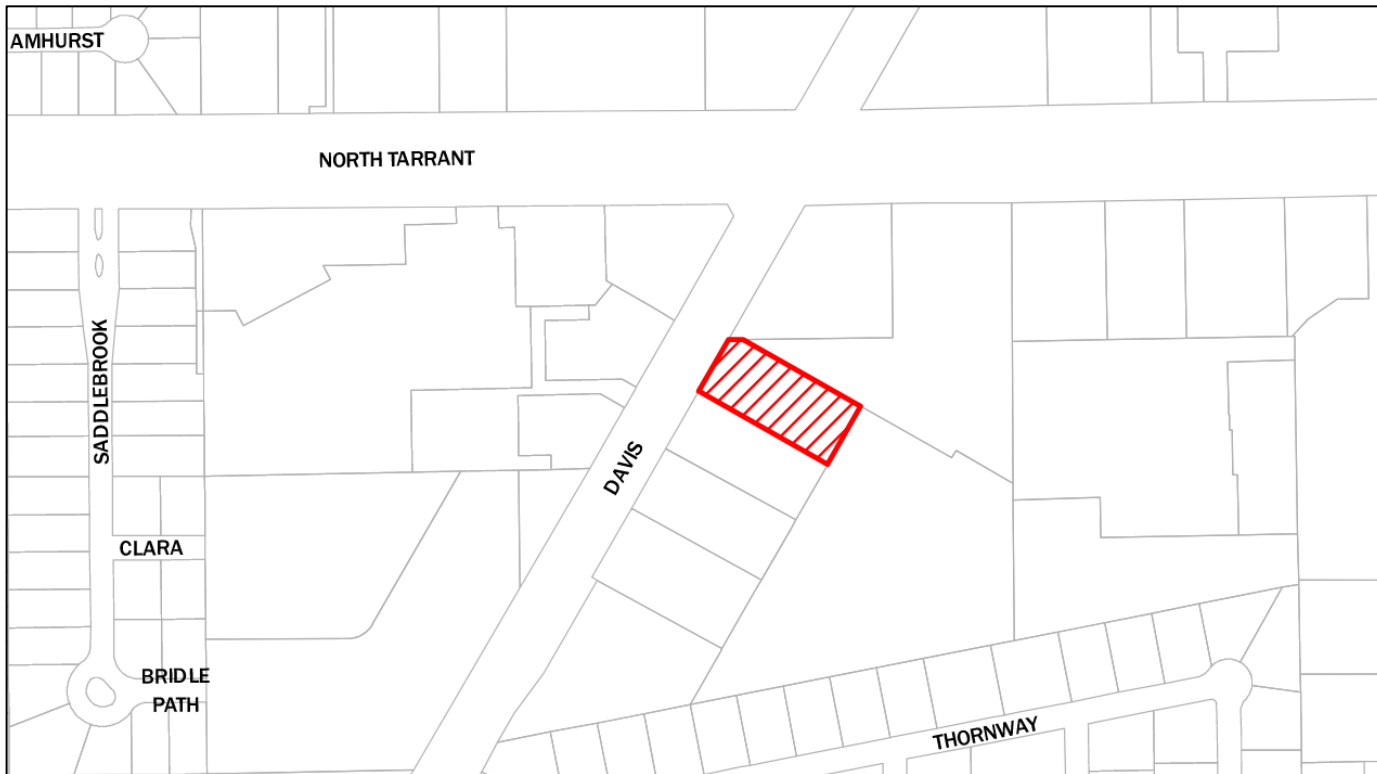 AMHURST
NORTH TARRANT
SADDLEBROOK
DAVIS
CLARA
BRIDLE
PATH
THORNWAY